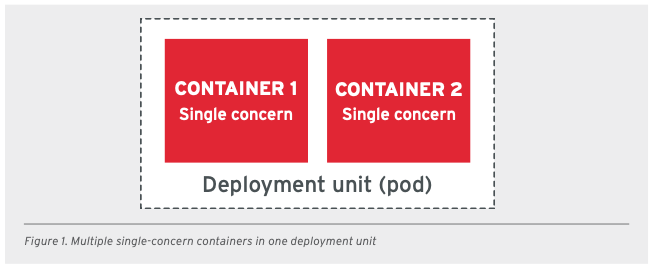 CONTAINER 1
Single concern
CONTAINER 2
Single concern
Deployment unit (pod)
Figure 1. Multiple single-concern containers in one deployment unit